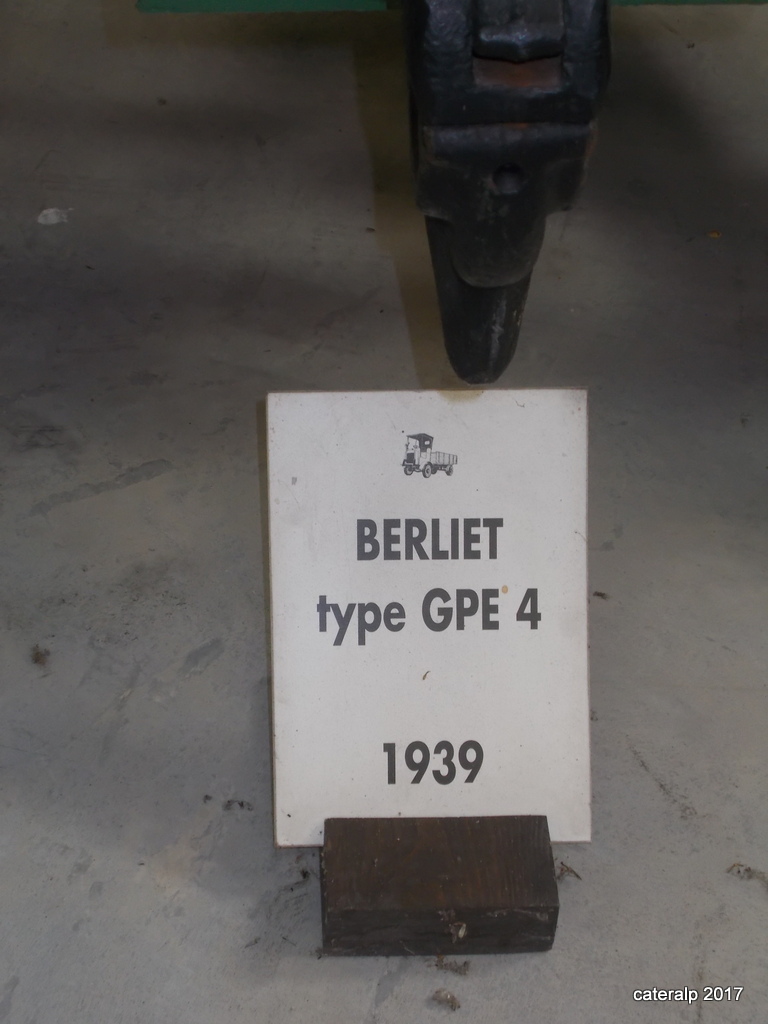 BERLIET
type GPE 4
1939
cateralp 2017